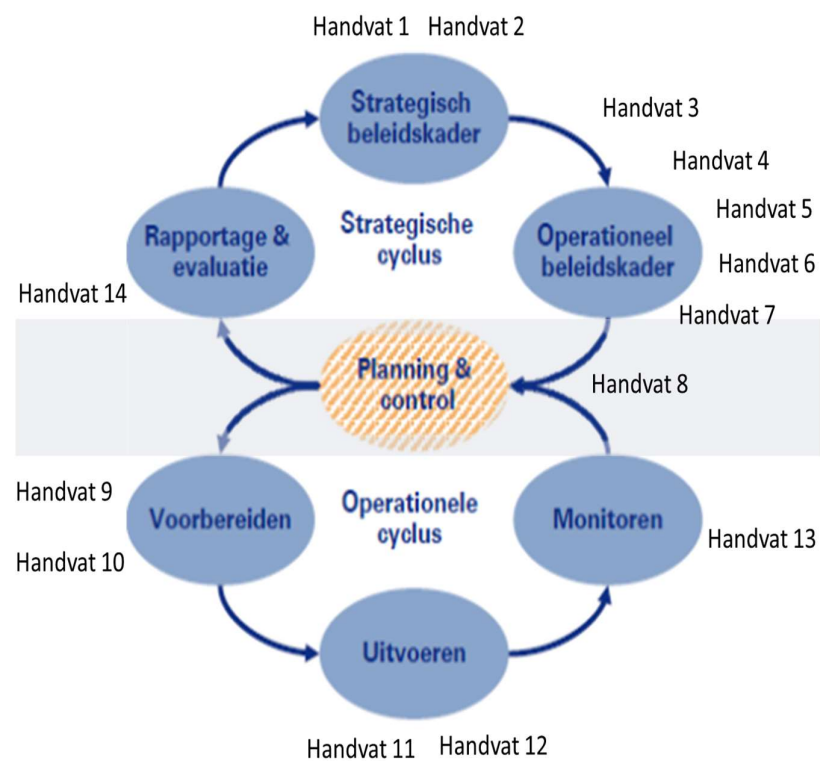 Handvat 1 Handvat 2
Strategisch
beleidskader
Handvat 3
Handvat 4
Handvat 5
Strategische
cyclus
Rapportage &
evaluatie
Operationeel
beleidskader
Handvat 6
Handvat 14
Handvat 7
Planning &
control
Handvat 8
Handvat 9
Handvat 10
Voorbereiden
Operationele
cyclus
Monitoren
Handvat 13
Uitvoeren
Handvat 11 Handvat 12